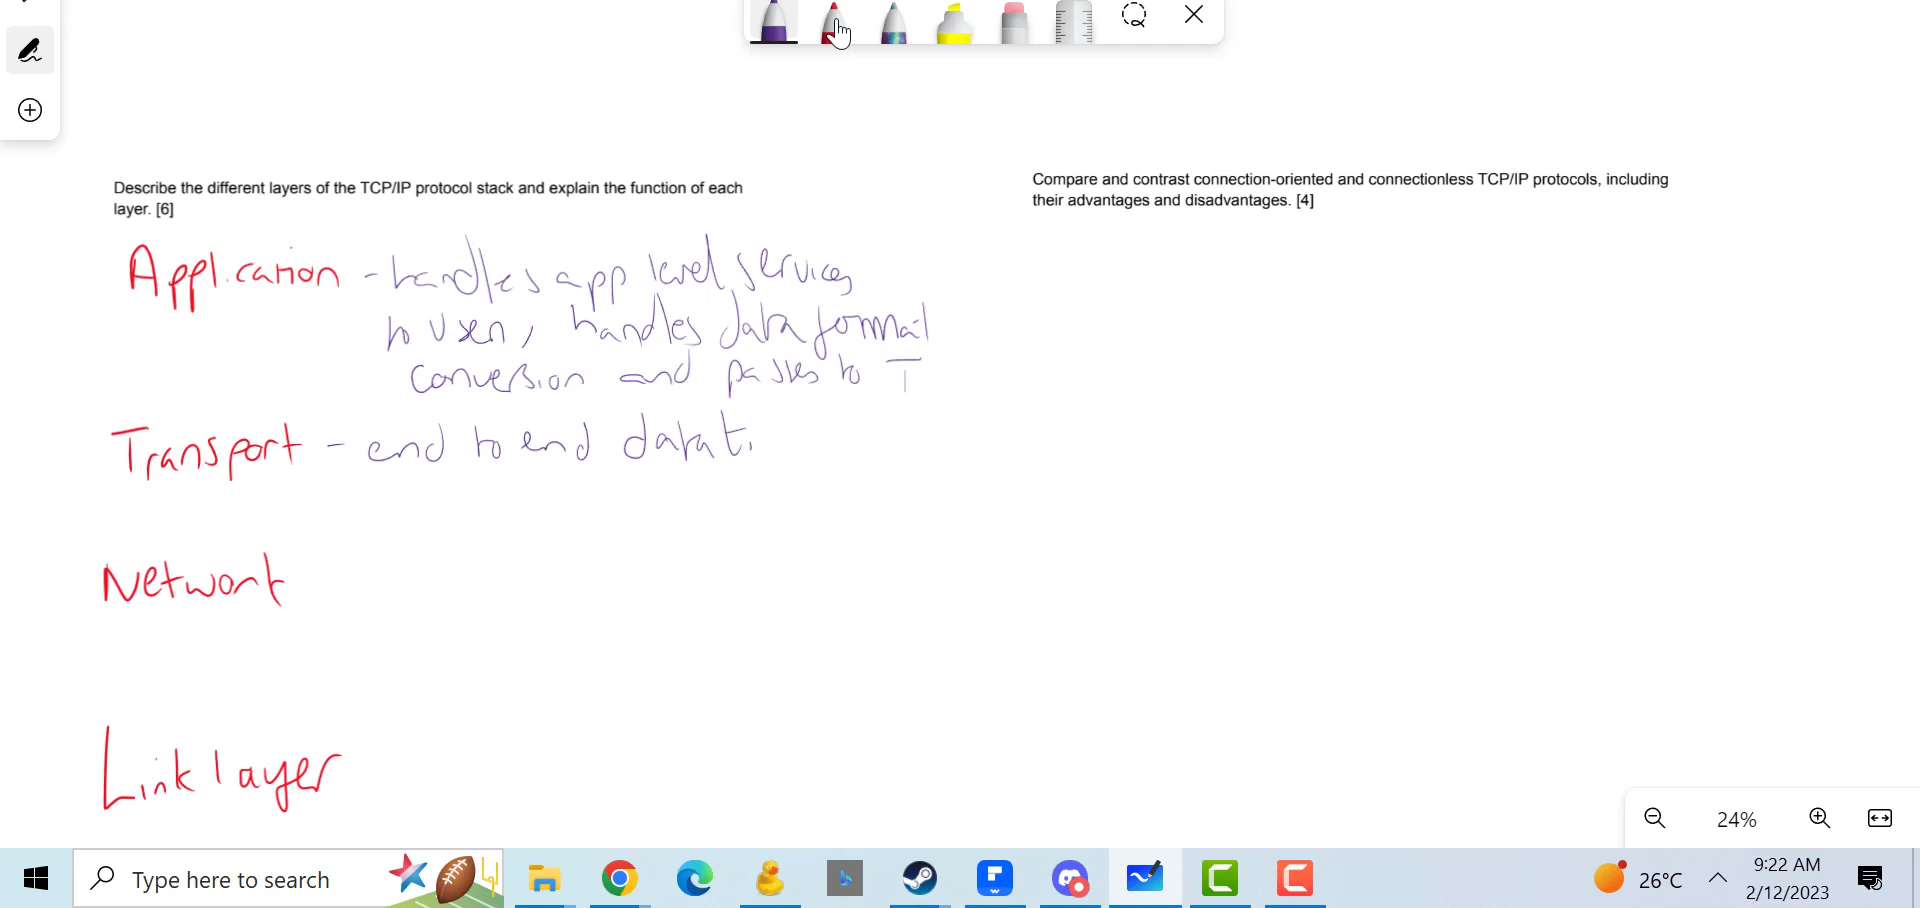 Describe the different layers of the TCP/IP protocol stack and explain the function of each
layer. [6]
Application - handles app level services
to user, handles data format
conversion and passes to T
Transport - end to end data t.
Network
Link layer
Compare and contrast connection-oriented and connectionless TCP/IP protocols, including
their advantages and disadvantages. [4]
24%
Type here to search
26°C
9:22 AM
2/12/2023